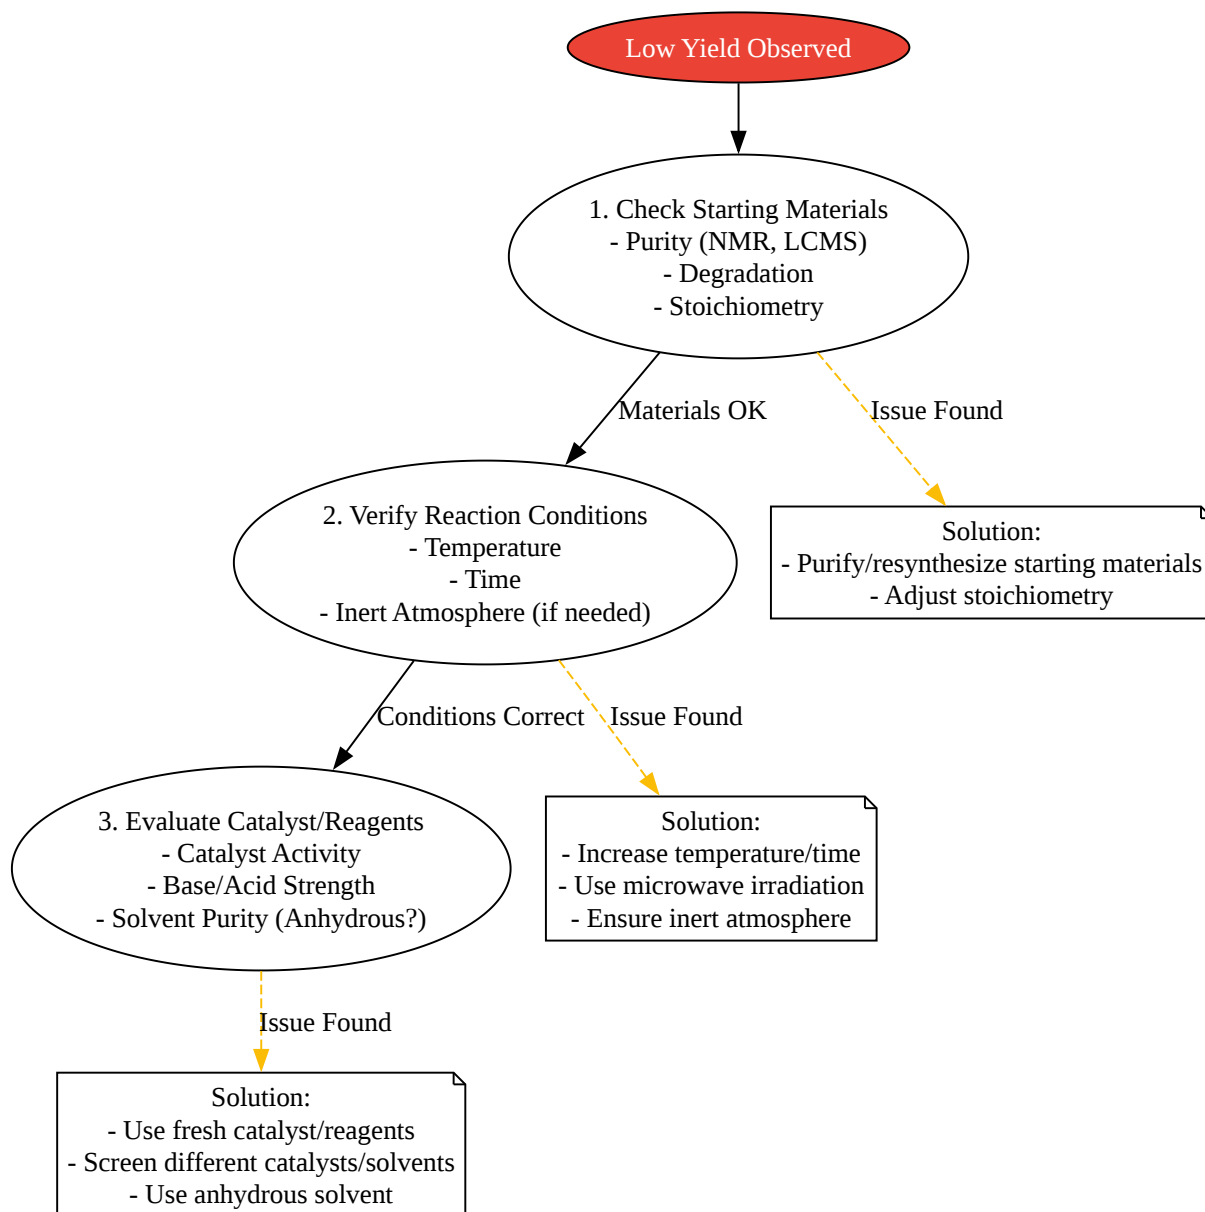 Low Yield Observed
1. Check Starting Materials
- Purity (NMR, LCMS)
- Degradation
- Stoichiometry
Materials OK
Issue Found
2. Verify Reaction Conditions
- Temperature
- Time
- Inert Atmosphere (if needed)
Solution:
- Purify/resynthesize starting materials
- Adjust stoichiometry
Conditions Correct
Issue Found
3. Evaluate Catalyst/Reagents
- Catalyst Activity
- Base/Acid Strength
- Solvent Purity (Anhydrous?)
Solution:
- Increase temperature/time
- Use microwave irradiation
- Ensure inert atmosphere
Issue Found
Solution:
- Use fresh catalyst/reagents
- Screen different catalysts/solvents
- Use anhydrous solvent